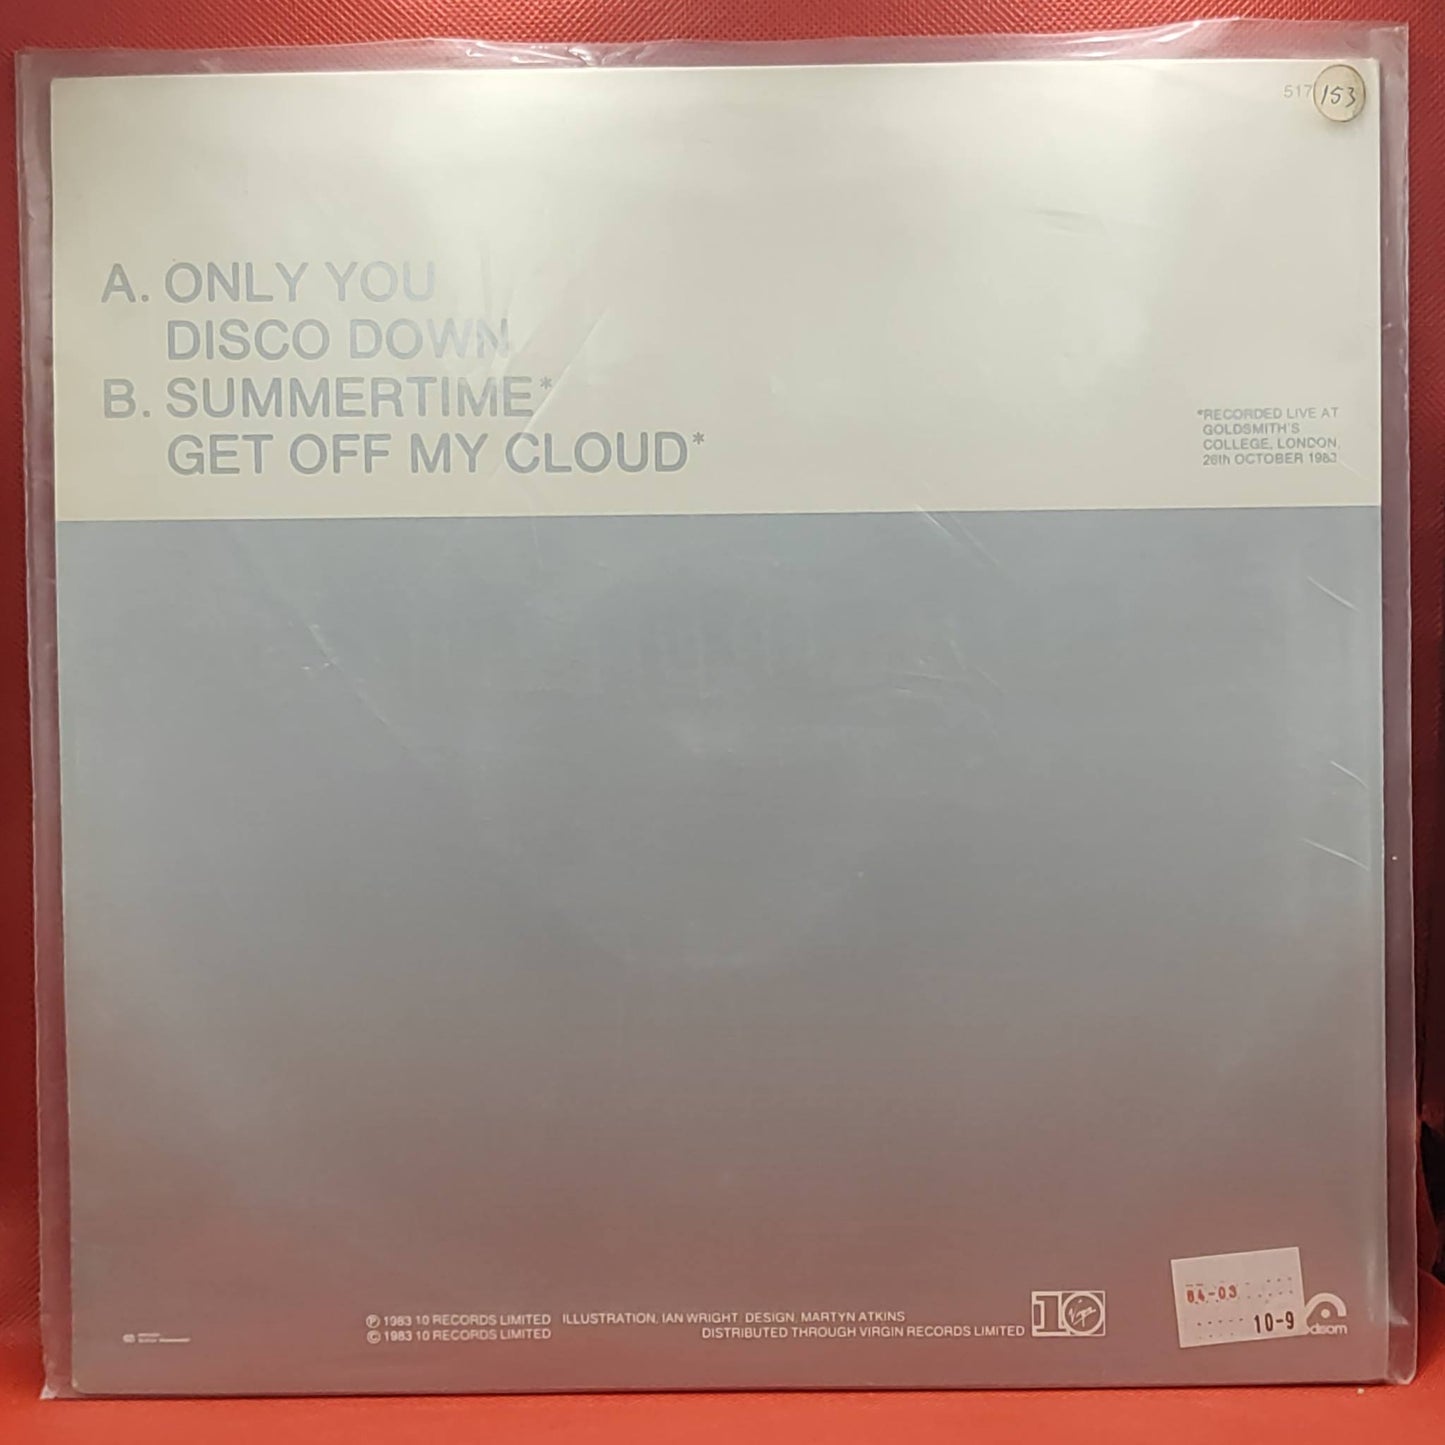 517
153
A. ONLY YOU
DISCO DOWN
B. SUMMERTIME*
GET OFF MY CLOUD*
*RECORDED LIVE AT
GOLDSMITH'S
COLLEGE, LONDON,
26th OCTOBER 1983
℗ 1983 10 RECORDS LIMITED ILLUSTRATION, IAN WRIGHT DESIGN, MARTYN ATKINS
© 1983 10 RECORDS LIMITED DISTRIBUTED THROUGH VIRGIN RECORDS LIMITED
10 Virgin
84-03
10-9
discom